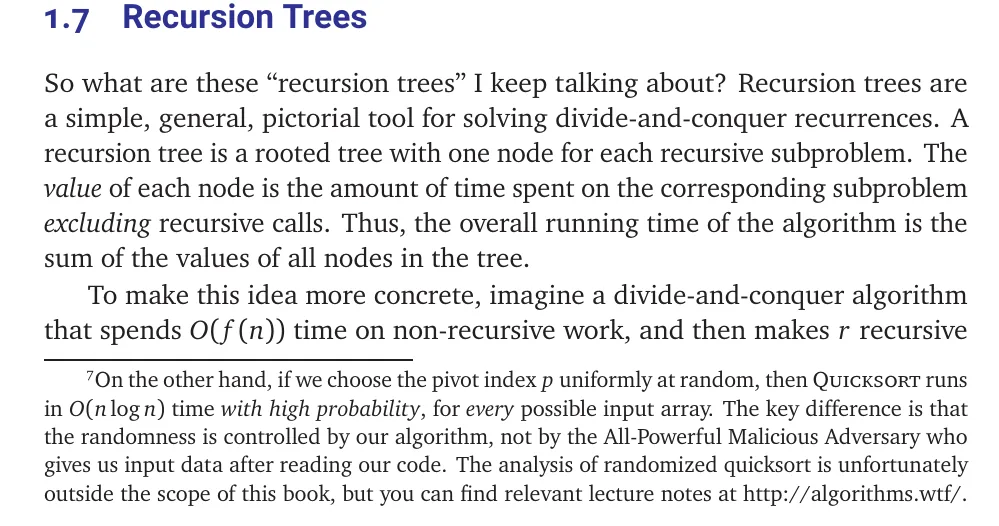 1.7 Recursion Trees
So what are these “recursion trees” I keep talking about? Recursion trees are
a simple, general, pictorial tool for solving divide-and-conquer recurrences. A
recursion tree is a rooted tree with one node for each recursive subproblem. The
value of each node is the amount of time spent on the corresponding subproblem
excluding recursive calls. Thus, the overall running time of the algorithm is the
sum of the values of all nodes in the tree.
To make this idea more concrete, imagine a divide-and-conquer algorithm
that spends O(f(n)) time on non-recursive work, and then makes r recursive
⁷On the other hand, if we choose the pivot index p uniformly at random, then QUICKSORT runs
in O(n log n) time with high probability, for every possible input array. The key difference is that
the randomness is controlled by our algorithm, not by the All-Powerful Malicious Adversary who
gives us input data after reading our code. The analysis of randomized quicksort is unfortunately
outside the scope of this book, but you can find relevant lecture notes at http://algorithms.wtf/.